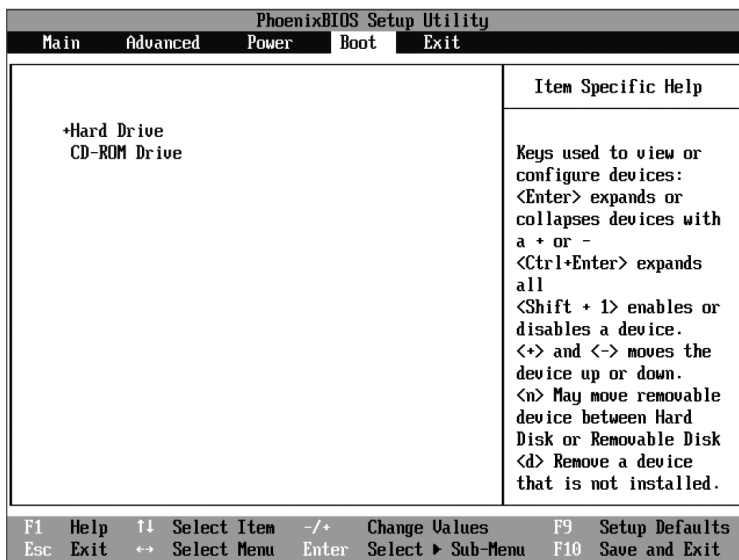 PhoenixBIOS Setup Utility
Main Advanced Power Boot Exit
+Hard Drive
CD-ROM Drive
Item Specific Help
Keys used to view or
configure devices:
<Enter> expands or
collapses devices with
a + or -
<Ctrl+Enter> expands
all
<Shift + 1> enables or
disables a device.
<+> and <-> moves the
device up or down.
<n> May move removable
device between Hard
Disk or Removable Disk
<d> Remove a device
that is not installed.
F1 Help ↑↓ Select Item -/+ Change Values F9 Setup Defaults
Esc Exit ↔ Select Menu Enter Select ▶ Sub-Menu F10 Save and Exit